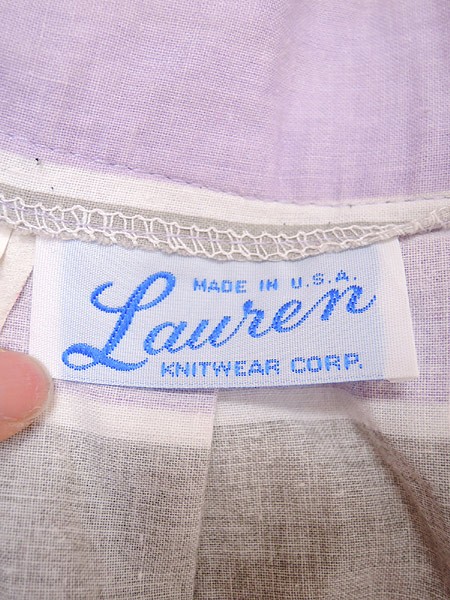 MADE IN U.S.A.
Lauren
KNITWEAR CORP.